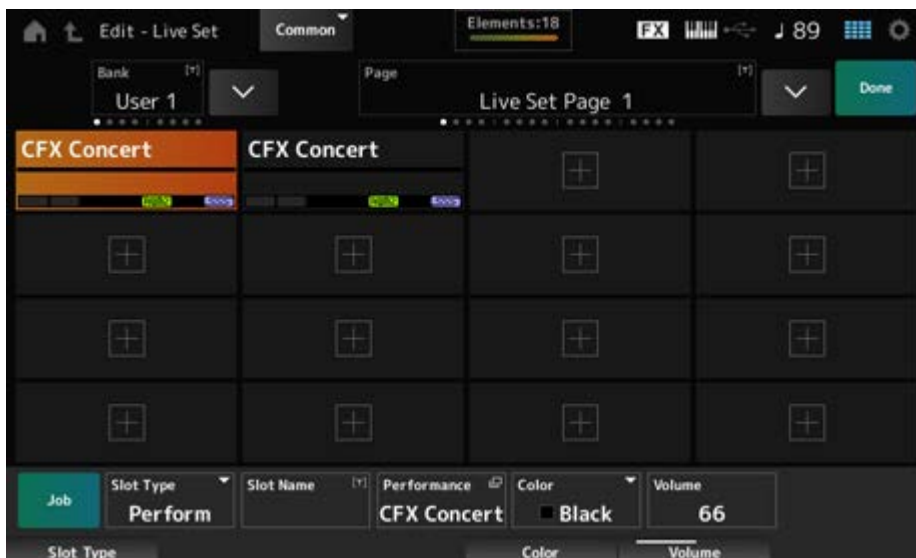 Edit - Live Set
Common
Elements:18
FX
♩ 89
Bank [T]
User 1
Page [T]
Live Set Page 1
Done
CFX Concert
CFX Concert
Job
Slot Type
Perform
Slot Name [T]
Performance
CFX Concert
Color
Black
Volume
66
Slot Type
Color
Volume